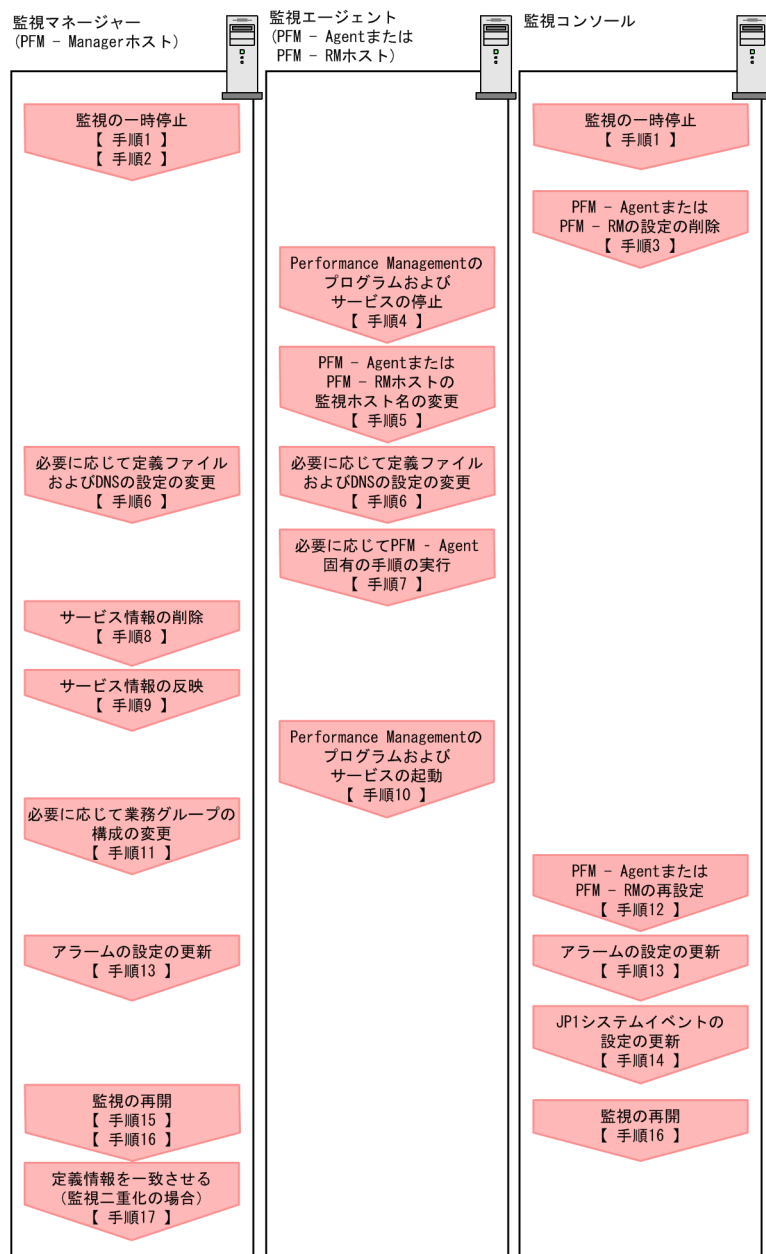 監視マネージャー
(PFM - Managerホスト)
監視エージェント
(PFM - Agentまたは
PFM - RMホスト)
監視コンソール
監視の一時停止
【 手順1 】
【 手順2 】
監視の一時停止
【 手順1 】
PFM - Agentまたは
PFM - RMの設定の削除
【 手順3 】
Performance Managementの
プログラムおよび
サービスの停止
【 手順4 】
PFM - Agentまたは
PFM - RMホストの
監視ホスト名の変更
【 手順5 】
必要に応じて定義ファイル
およびDNSの設定の変更
【 手順6 】
必要に応じて定義ファイル
およびDNSの設定の変更
【 手順6 】
必要に応じてPFM - Agent
固有の手順の実行
【 手順7 】
サービス情報の削除
【 手順8 】
サービス情報の反映
【 手順9 】
Performance Managementの
プログラムおよび
サービスの起動
【 手順10 】
必要に応じて業務グループの
構成の変更
【 手順11 】
PFM - Agentまたは
PFM - RMの再設定
【 手順12 】
アラームの設定の更新
【 手順13 】
アラームの設定の更新
【 手順13 】
JP1システムイベントの
設定の更新
【 手順14 】
監視の再開
【 手順15 】
【 手順16 】
監視の再開
【 手順16 】
定義情報を一致させる
(監視二重化の場合)
【 手順17 】